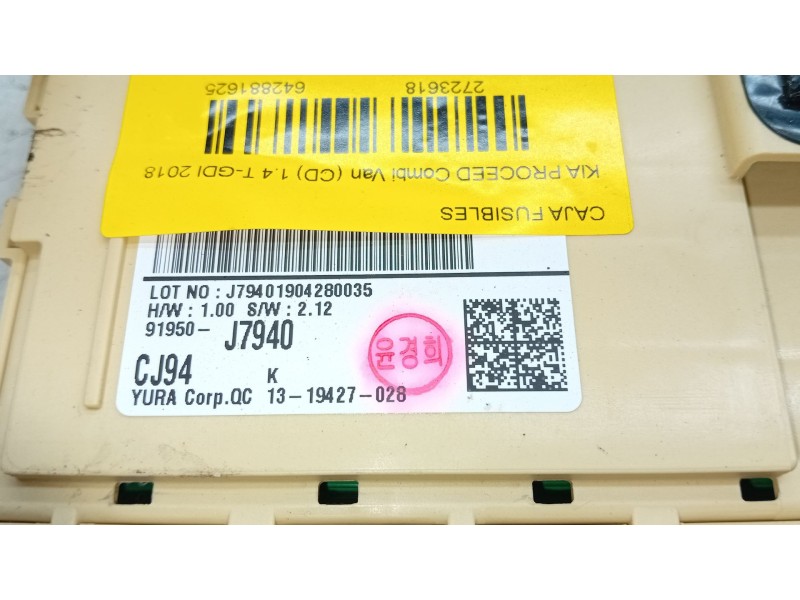 CAJA FUSIBLES
KIA PROCEED Combi Van (CD) 1.4 T-GDI 2018
2723618
642881625
LOT NO : J79401904280035
H/W : 1.00 S/W : 2.12
91950- J7940
CJ94 K
YURA Corp.QC 13-19427-028
윤경희